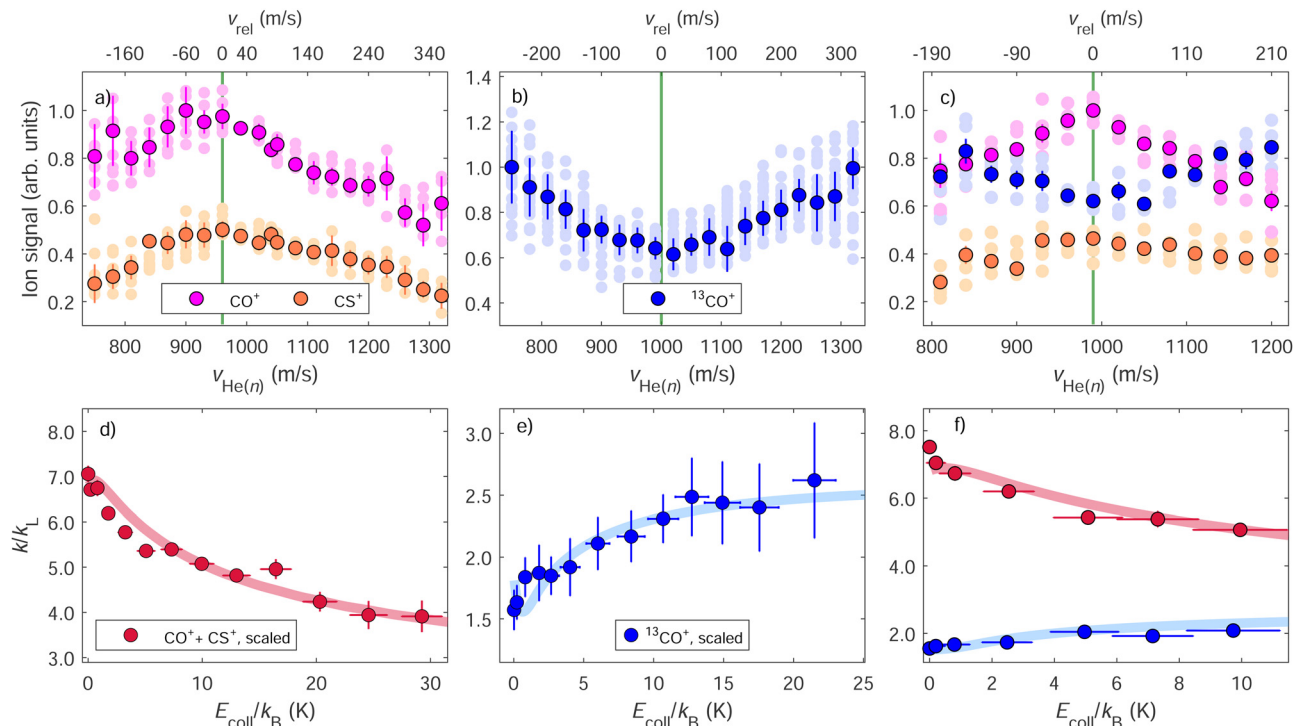 v_rel (m/s)
-160 -60 40 140 240 360
v_rel (m/s)
-200 -100 0 100 200 300
v_rel (m/s)
-190 -90 0 110 210
Ion signal (arb. units)
a)
1.0
0.8
0.6
0.4
0.2
CO⁺ CS⁺
800 900 1000 1100 1200 1300
v_He(n) (m/s)
b)
1.4
1.2
1.0
0.8
0.6
0.4
¹³CO⁺
800 900 1000 1100 1200 1300
v_He(n) (m/s)
c)
1.0
0.8
0.6
0.4
0.2
800 900 1000 1100 1200
v_He(n) (m/s)
k/k_L
d)
8.0
7.0
6.0
5.0
4.0
3.0
CO⁺+ CS⁺, scaled
0 10 20 30
E_coll/k_B (K)
e)
3.0
2.5
2.0
1.5
¹³CO⁺, scaled
0 5 10 15 20 25
E_coll/k_B (K)
f)
8.0
6.0
4.0
2.0
0 2 4 6 8 10
E_coll/k_B (K)